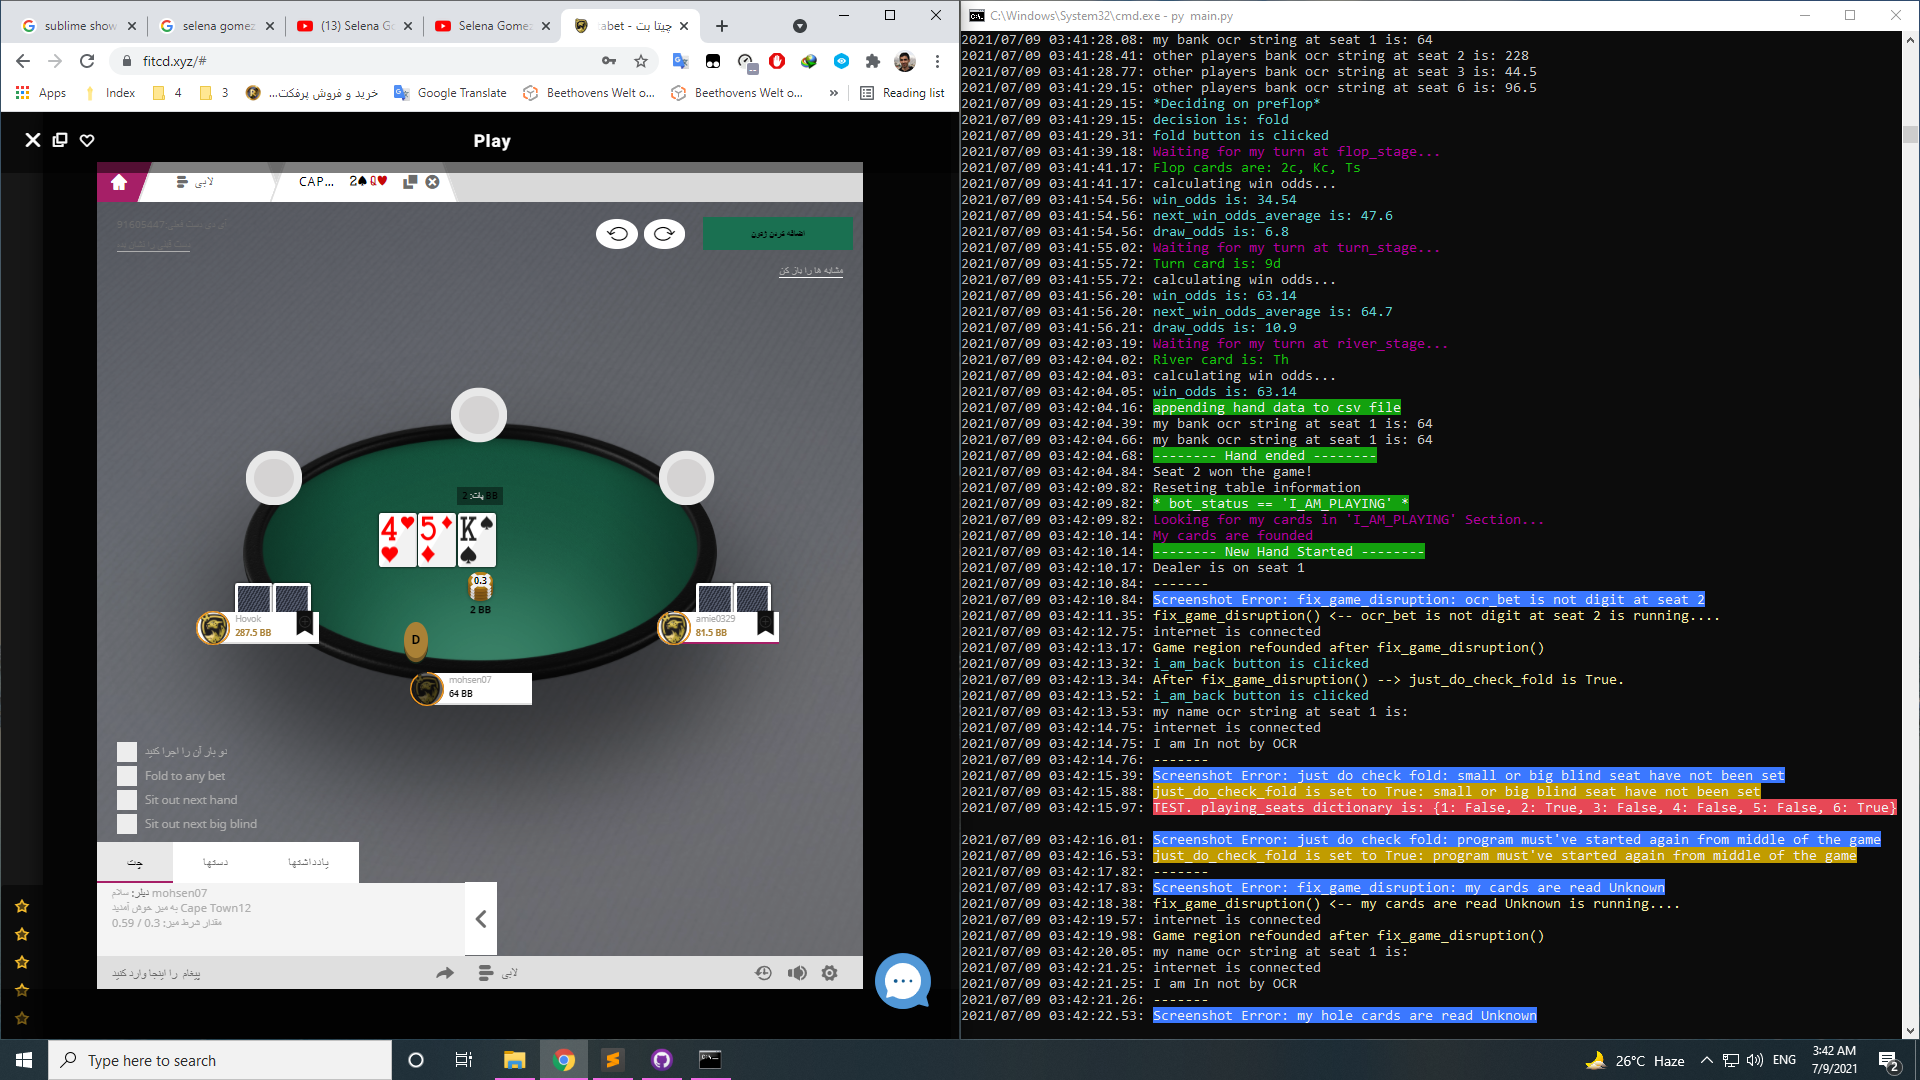 sublime show
selena gomez
(13) Selena G
Selena Gomez
چیتا بت - tabet
fitcd.xyz/#
Apps
Index
4
3
خرید و فروش پرفکت...
Google Translate
Beethovens Welt o...
Beethovens Welt o...
»
Reading list
Play
لابی
CAP...
2♠ Q♥
91605447
اضافه کردن ژتون
مشابه ها را باز کن
پات: 2 BB
4
5
K
0.3
2 BB
Hovok
287.5 BB
amie0329
81.5 BB
D
mohsen07
64 BB
دو بار آن را اجرا کنید
Fold to any bet
Sit out next hand
Sit out next big blind
چت
دستها
یادداشتها
دیلر: سلام mohsen07
به میز خوش آمدید Cape Town12
مقدار شرط میز: 0.3 / 0.59
پیغام را اینجا وارد کنید
لابی
C:\Windows\System32\cmd.exe - py main.py
2021/07/09 03:41:28.08: my bank ocr string at seat 1 is: 64
2021/07/09 03:41:28.41: other players bank ocr string at seat 2 is: 228
2021/07/09 03:41:28.77: other players bank ocr string at seat 3 is: 44.5
2021/07/09 03:41:29.15: other players bank ocr string at seat 6 is: 96.5
2021/07/09 03:41:29.15: *Deciding on preflop*
2021/07/09 03:41:29.15: decision is: fold
2021/07/09 03:41:29.31: fold button is clicked
2021/07/09 03:41:39.18: Waiting for my turn at flop_stage...
2021/07/09 03:41:41.17: Flop cards are: 2c, Kc, Ts
2021/07/09 03:41:41.17: calculating win odds...
2021/07/09 03:41:54.56: win_odds is: 34.54
2021/07/09 03:41:54.56: next_win_odds_average is: 47.6
2021/07/09 03:41:54.56: draw_odds is: 6.8
2021/07/09 03:41:55.02: Waiting for my turn at turn_stage...
2021/07/09 03:41:55.72: Turn card is: 9d
2021/07/09 03:41:55.72: calculating win odds...
2021/07/09 03:41:56.20: win_odds is: 63.14
2021/07/09 03:41:56.20: next_win_odds_average is: 64.7
2021/07/09 03:41:56.21: draw_odds is: 10.9
2021/07/09 03:42:03.19: Waiting for my turn at river_stage...
2021/07/09 03:42:04.02: River card is: Th
2021/07/09 03:42:04.03: calculating win odds...
2021/07/09 03:42:04.05: win_odds is: 63.14
2021/07/09 03:42:04.16: appending hand data to csv file
2021/07/09 03:42:04.39: my bank ocr string at seat 1 is: 64
2021/07/09 03:42:04.66: my bank ocr string at seat 1 is: 64
2021/07/09 03:42:04.68: -------- Hand ended --------
2021/07/09 03:42:04.84: Seat 2 won the game!
2021/07/09 03:42:09.82: Reseting table information
2021/07/09 03:42:09.82: * bot_status == 'I_AM_PLAYING' *
2021/07/09 03:42:09.82: Looking for my cards in 'I_AM_PLAYING' Section...
2021/07/09 03:42:10.14: My cards are founded
2021/07/09 03:42:10.14: -------- New Hand Started --------
2021/07/09 03:42:10.17: Dealer is on seat 1
2021/07/09 03:42:10.84: -------
2021/07/09 03:42:10.84: Screenshot Error: fix_game_disruption: ocr_bet is not digit at seat 2
2021/07/09 03:42:11.35: fix_game_disruption() <-- ocr_bet is not digit at seat 2 is running....
2021/07/09 03:42:12.75: internet is connected
2021/07/09 03:42:13.17: Game region refounded after fix_game_disruption()
2021/07/09 03:42:13.32: i_am_back button is clicked
2021/07/09 03:42:13.34: After fix_game_disruption() --> just_do_check_fold is True.
2021/07/09 03:42:13.52: i_am_back button is clicked
2021/07/09 03:42:13.53: my name ocr string at seat 1 is:
2021/07/09 03:42:14.75: internet is connected
2021/07/09 03:42:14.75: I am In not by OCR
2021/07/09 03:42:14.76: -------
2021/07/09 03:42:15.39: Screenshot Error: just do check fold: small or big blind seat have not been set
2021/07/09 03:42:15.88: just_do_check_fold is set to True: small or big blind seat have not been set
2021/07/09 03:42:15.97: TEST. playing_seats dictionary is: {1: False, 2: True, 3: False, 4: False, 5: False, 6: True}
2021/07/09 03:42:16.01: Screenshot Error: just do check fold: program must've started again from middle of the game
2021/07/09 03:42:16.53: just_do_check_fold is set to True: program must've started again from middle of the game
2021/07/09 03:42:17.82: -------
2021/07/09 03:42:17.83: Screenshot Error: fix_game_disruption: my cards are read Unknown
2021/07/09 03:42:18.38: fix_game_disruption() <-- my cards are read Unknown is running....
2021/07/09 03:42:19.57: internet is connected
2021/07/09 03:42:19.98: Game region refounded after fix_game_disruption()
2021/07/09 03:42:20.05: my name ocr string at seat 1 is:
2021/07/09 03:42:21.25: internet is connected
2021/07/09 03:42:21.25: I am In not by OCR
2021/07/09 03:42:21.26: -------
2021/07/09 03:42:22.53: Screenshot Error: my hole cards are read Unknown
Type here to search
26°C Haze
ENG
3:42 AM
7/9/2021
2